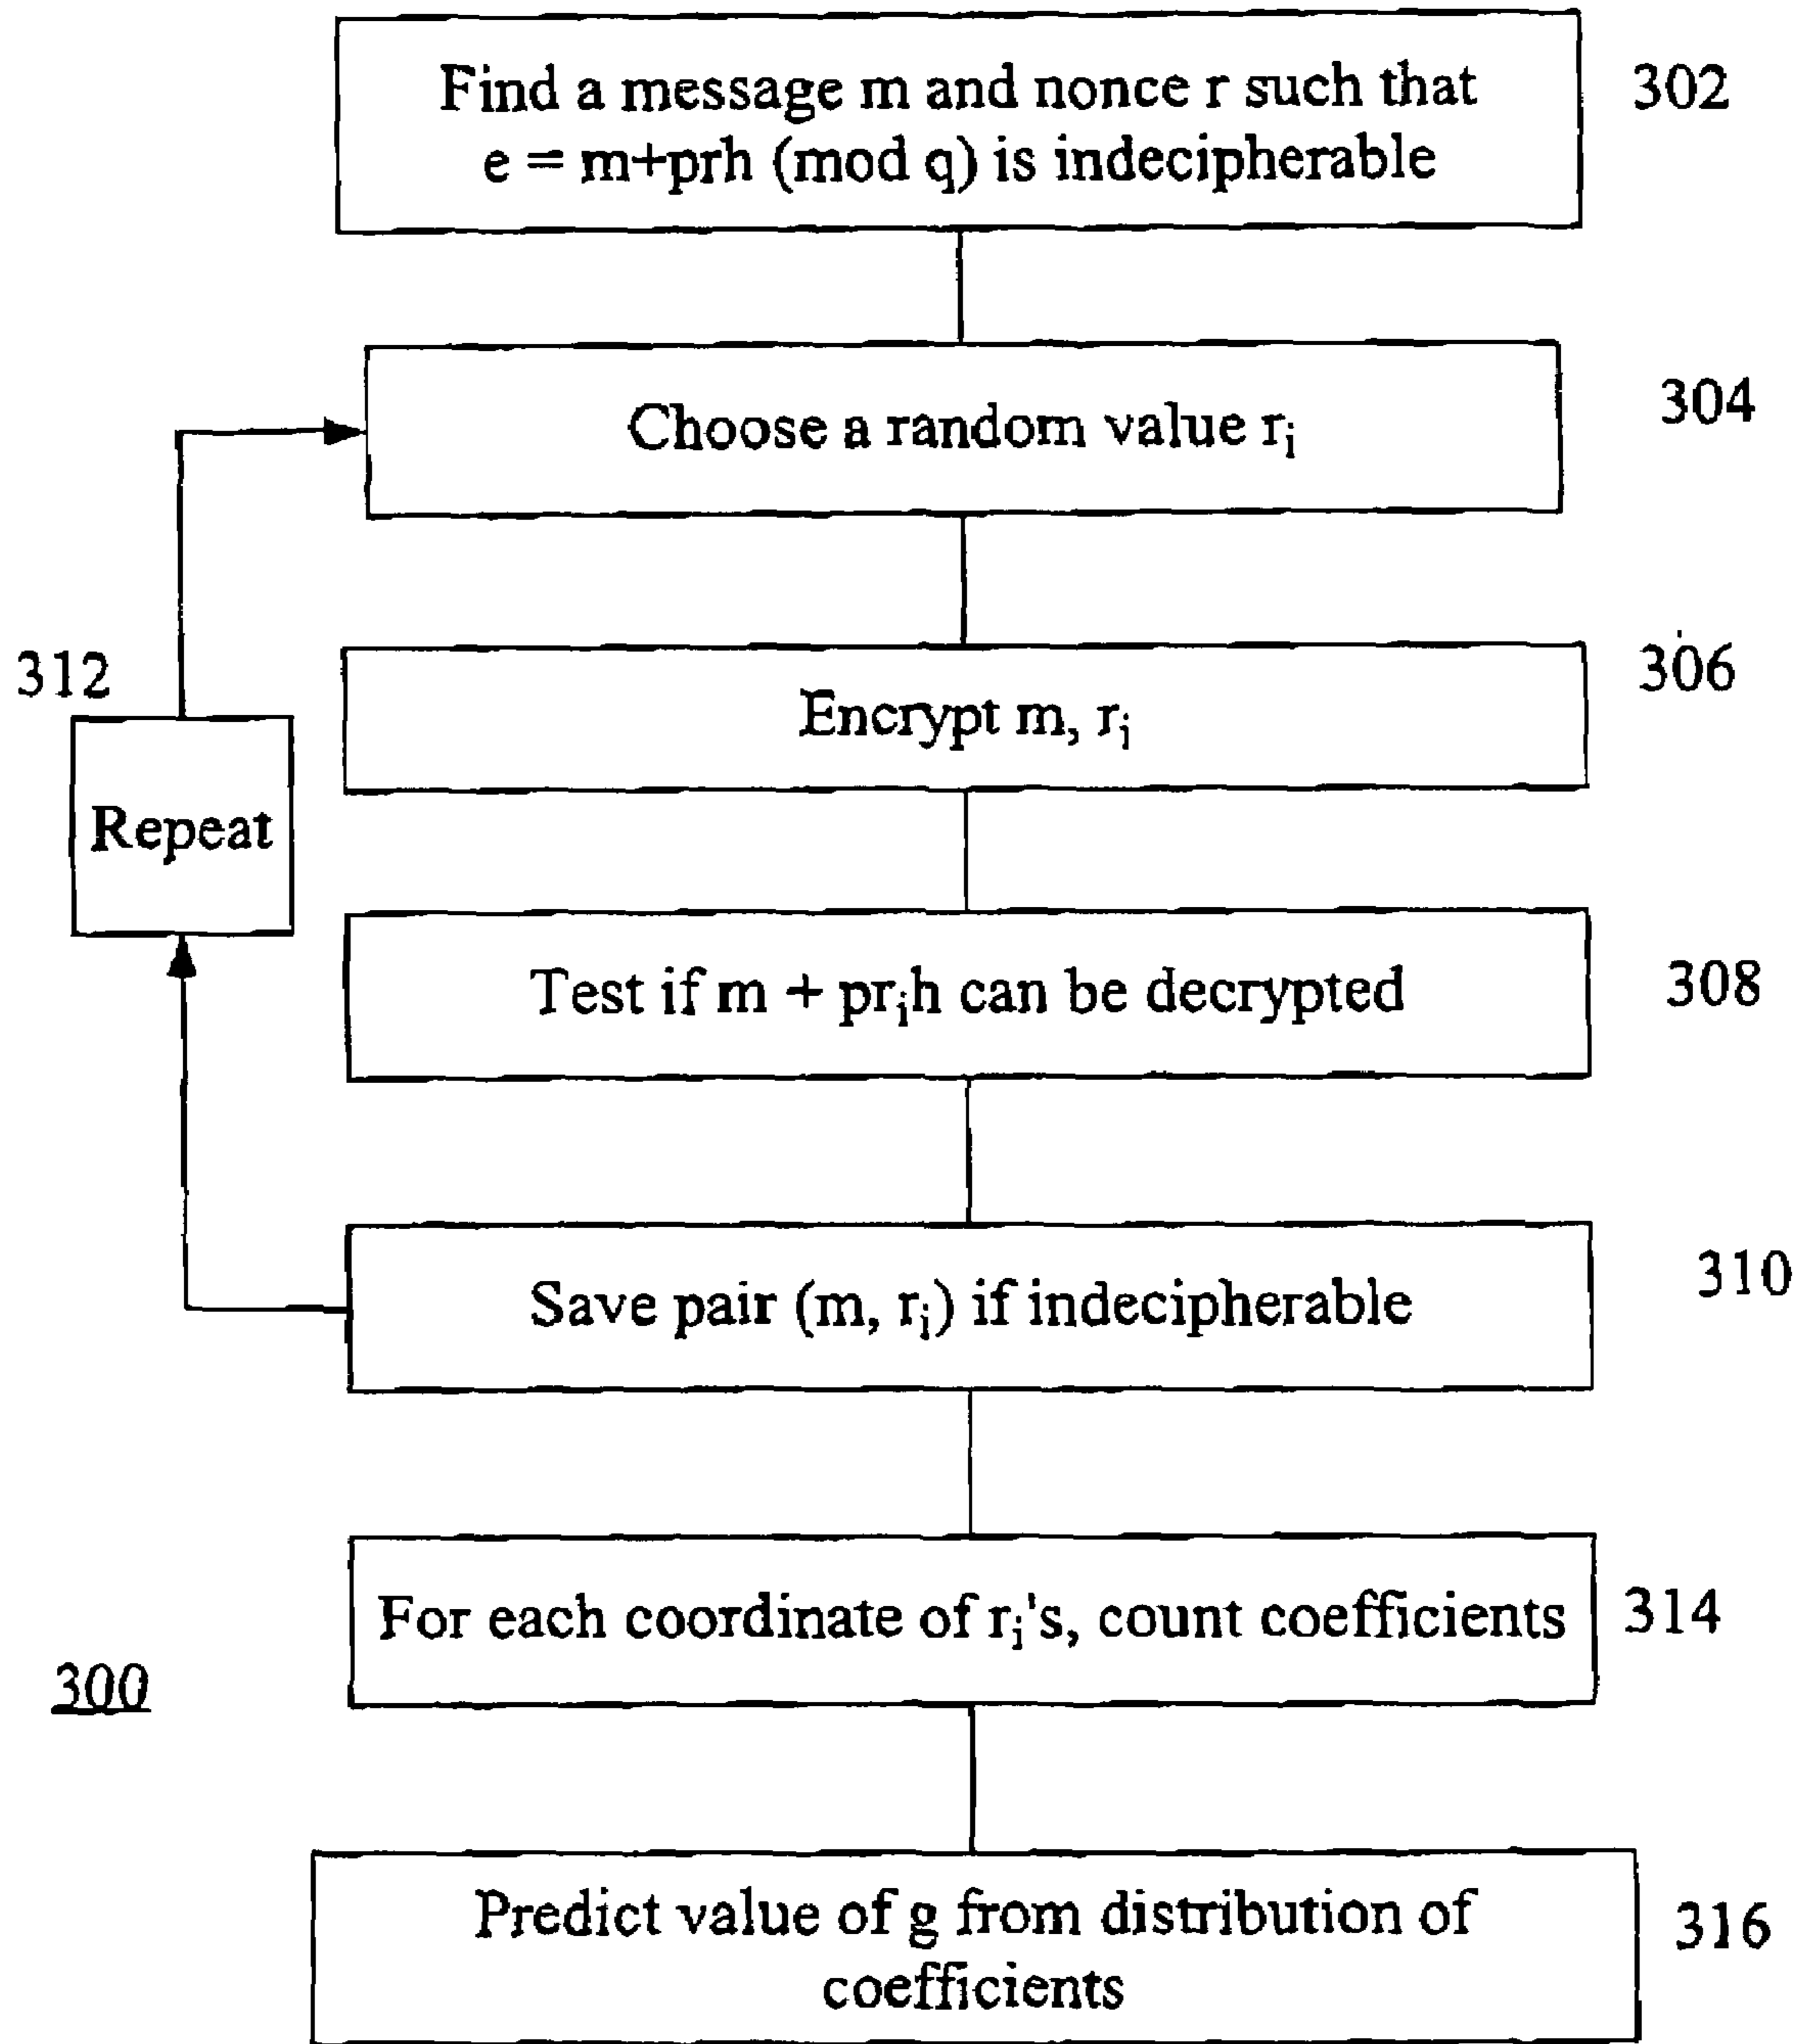 Find a message m and nonce r such that
e = m+prh (mod q) is indecipherable
302
Choose a random value rᵢ
304
312
Encrypt m, rᵢ
306
Repeat
Test if m + prᵢh can be decrypted
308
Save pair (m, rᵢ) if indecipherable
310
For each coordinate of rᵢ's, count coefficients
314
300
Predict value of g from distribution of
coefficients
316